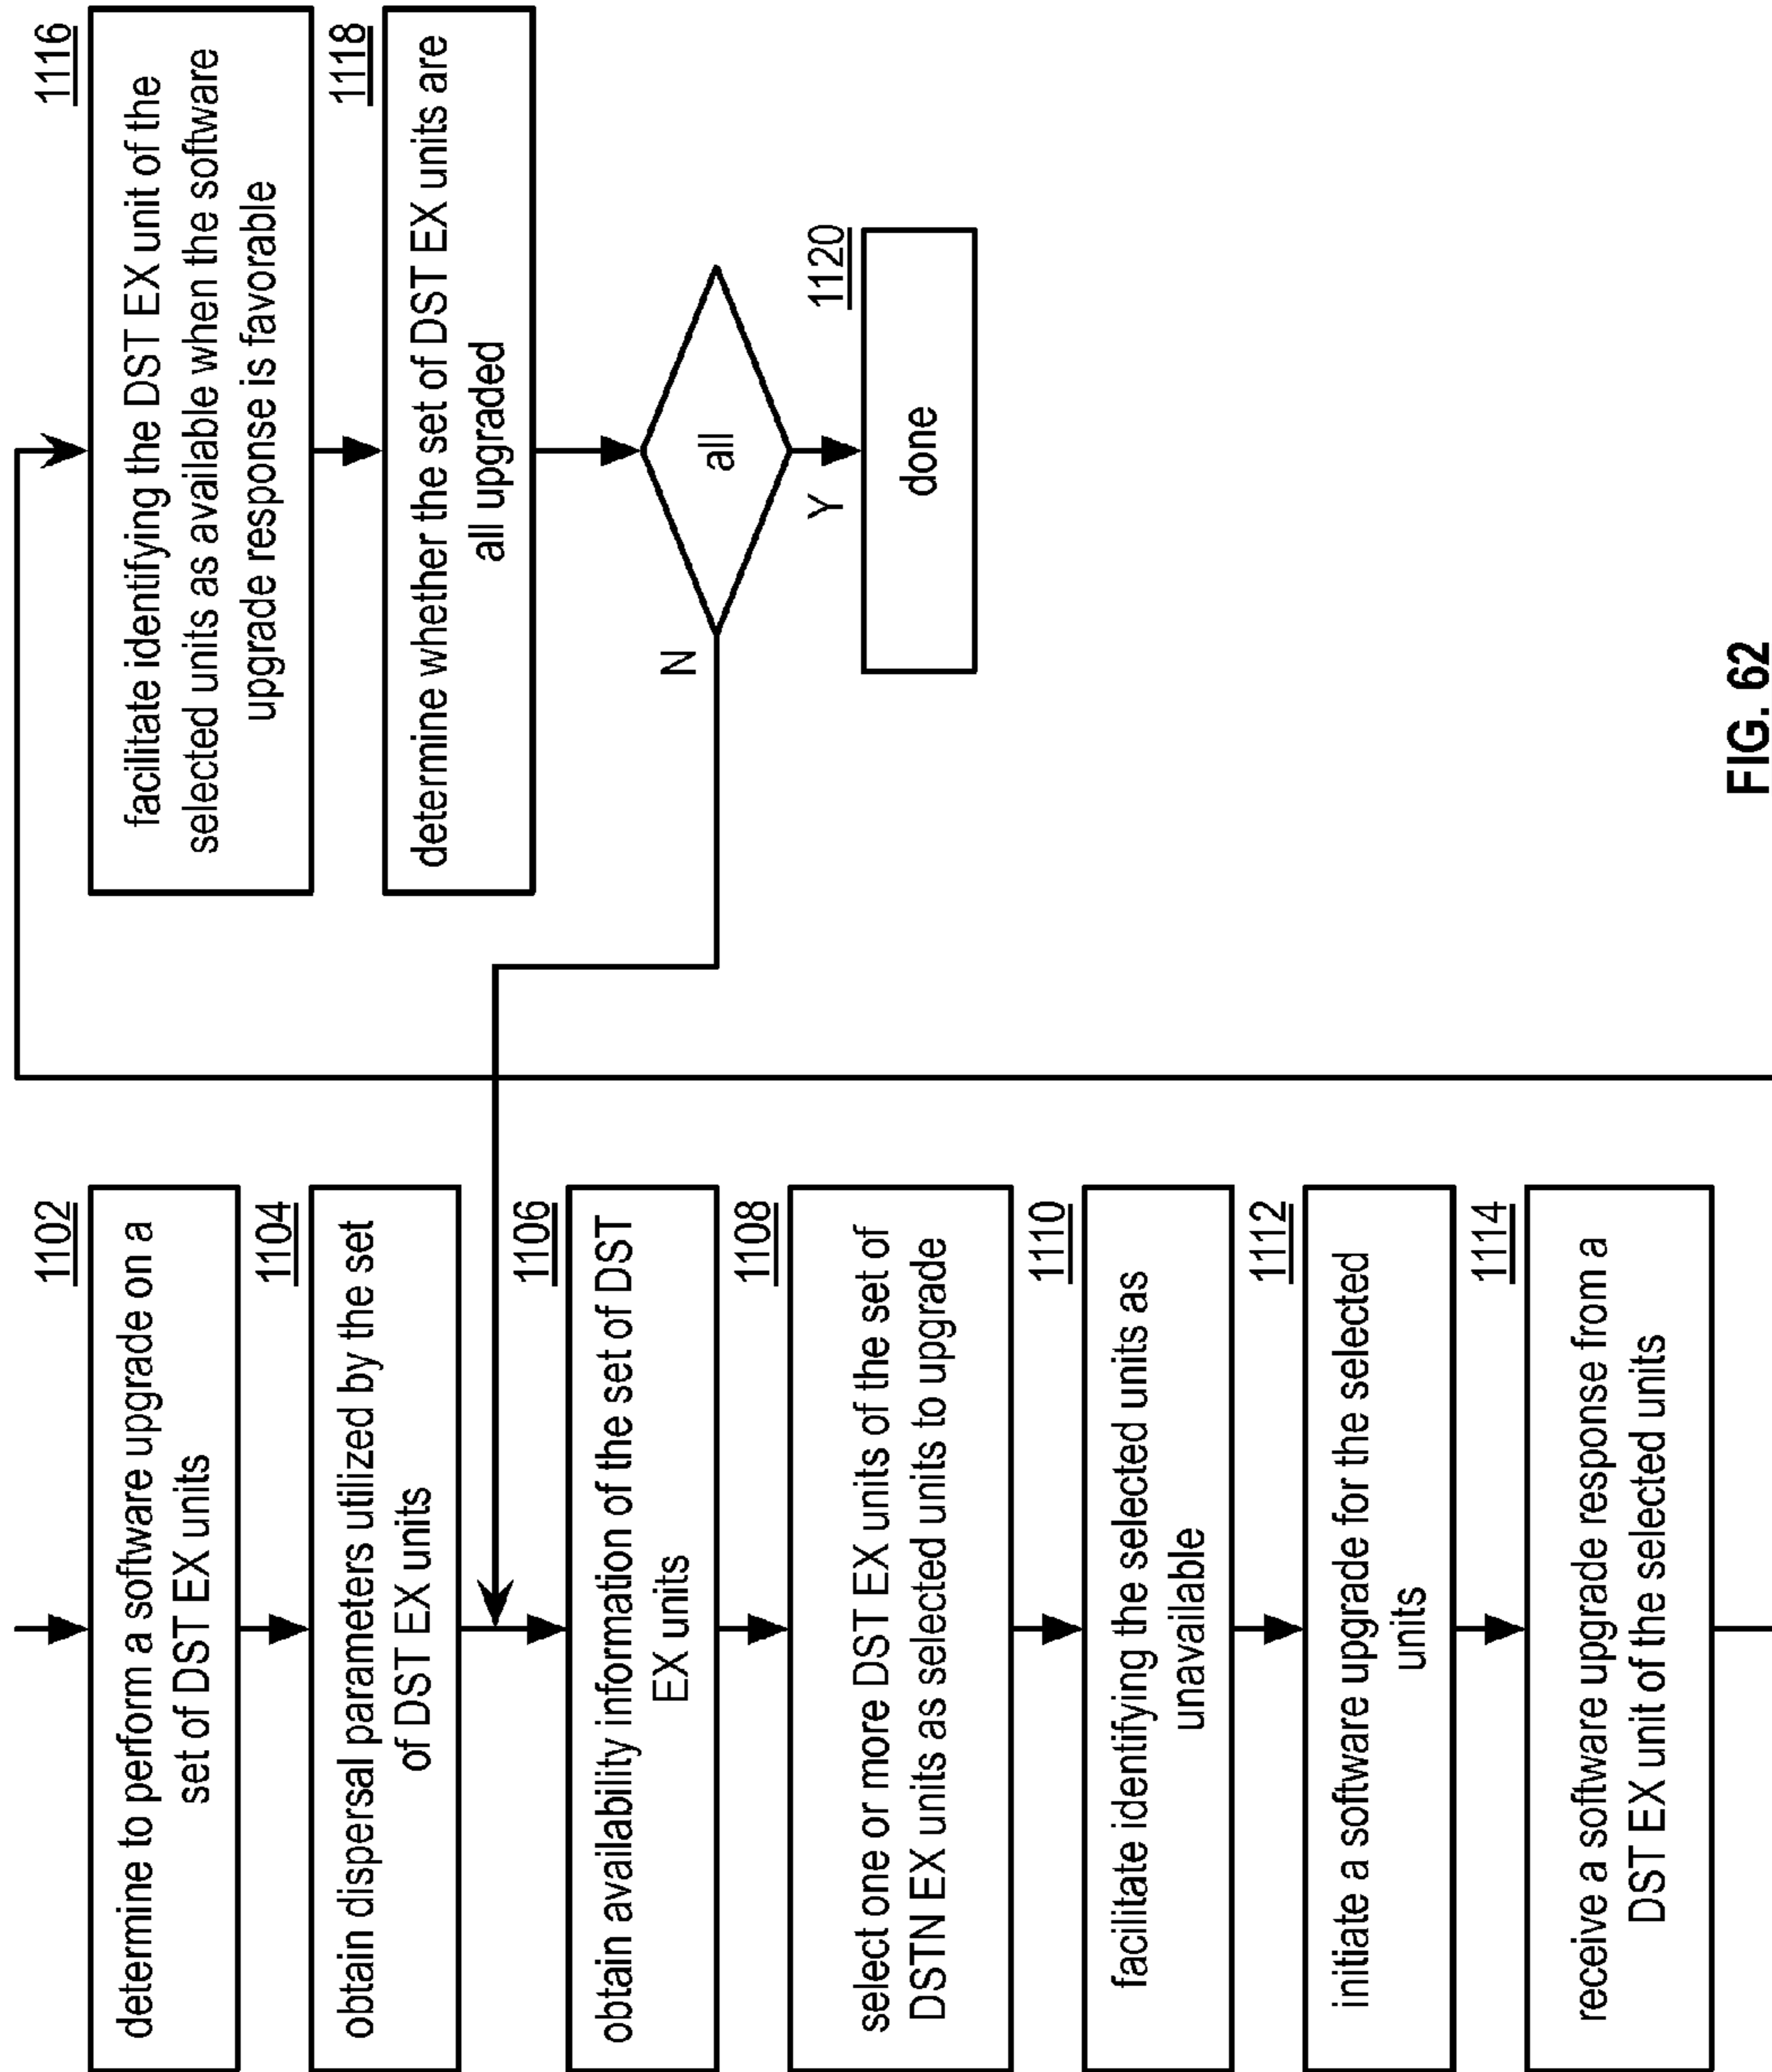 1102
determine to perform a software upgrade on a
set of DST EX units
1104
obtain dispersal parameters utilized by the set
of DST EX units
1106
obtain availability information of the set of DST
EX units
1108
select one or more DST EX units of the set of
DSTN EX units as selected units to upgrade
1110
facilitate identifying the selected units as
unavailable
1112
initiate a software upgrade for the selected
units
1114
receive a software upgrade response from a
DST EX unit of the selected units
1116
facilitate identifying the DST EX unit of the
selected units as available when the software
upgrade response is favorable
1118
determine whether the set of DST EX units are
all upgraded
all
N
Y
1120
done
FIG. 62